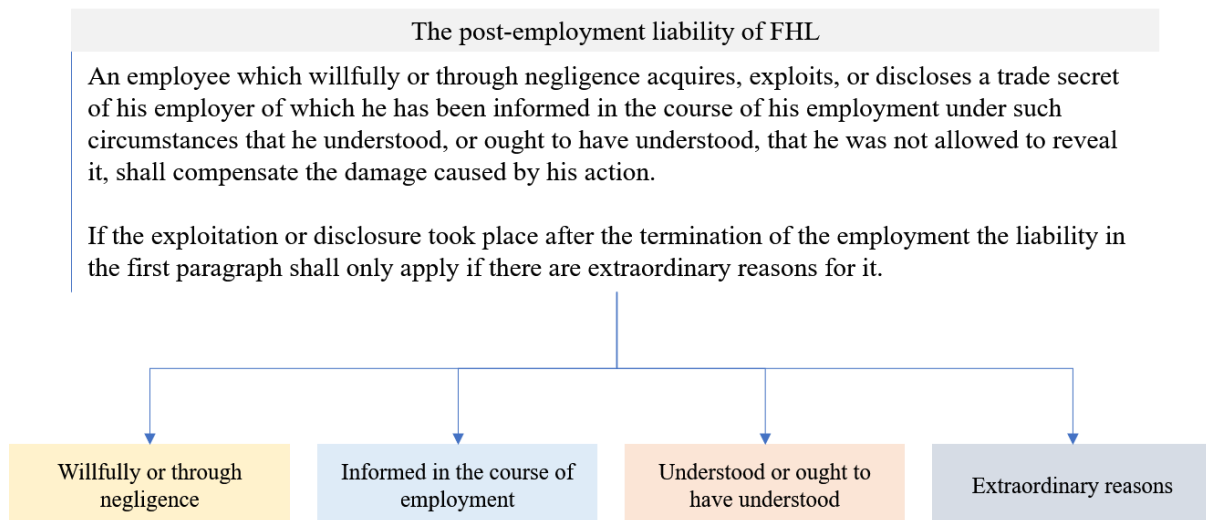 The post-employment liability of FHL
An employee which willfully or through negligence acquires, exploits, or discloses a trade secret
of his employer of which he has been informed in the course of his employment under such
circumstances that he understood, or ought to have understood, that he was not allowed to reveal
it, shall compensate the damage caused by his action.
If the exploitation or disclosure took place after the termination of the employment the liability in
the first paragraph shall only apply if there are extraordinary reasons for it.
Willfully or through
negligence
Informed in the course of
employment
Understood or ought to
have understood
Extraordinary reasons